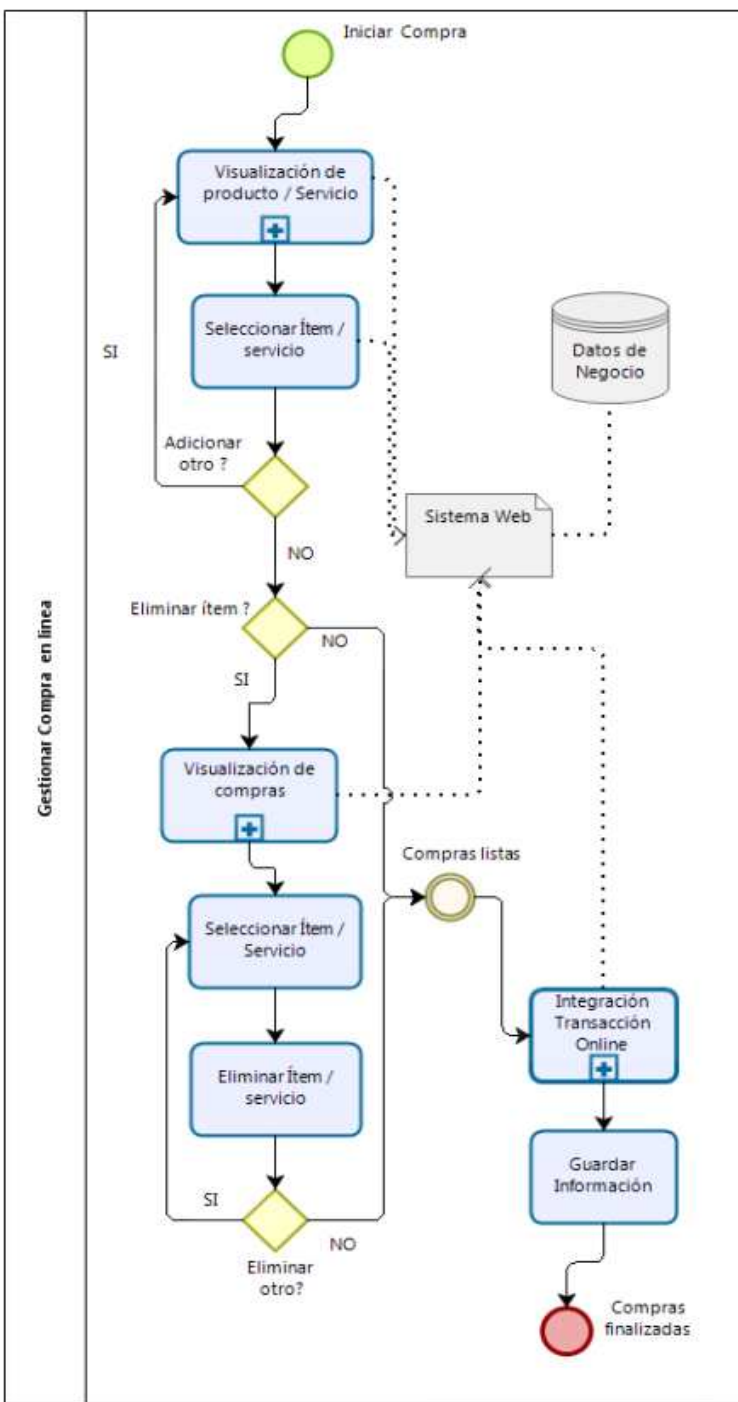 Gestionar Compra en linea
Iniciar Compra
Visualización de
producto / Servicio
Seleccionar Ítem /
servicio
SI
Adicionar
otro ?
NO
Datos de
Negocio
Sistema Web
Eliminar ítem ?
NO
SI
Visualización de
compras
Compras listas
Seleccionar Ítem /
Servicio
Eliminar Ítem /
servicio
SI
NO
Eliminar
otro?
Integración
Transacción
Online
Guardar
Información
Compras
finalizadas